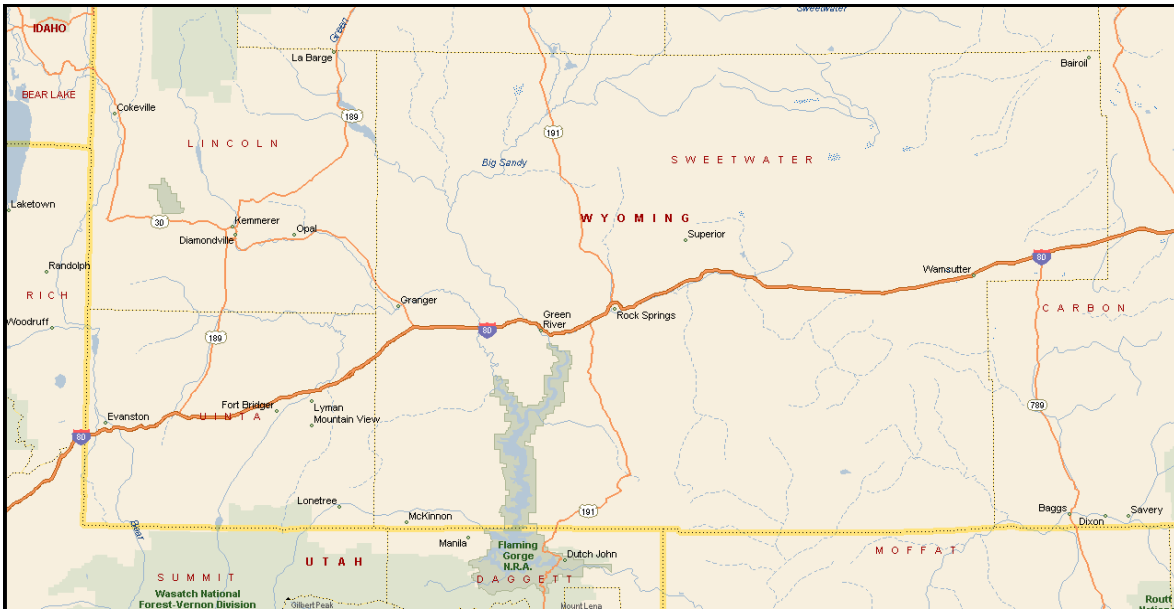 Sweetwater
IDAHO
Green
La Barge
Bairoil
BEAR LAKE
Cokeville
189
191
LINCOLN
Big Sandy
SWEETWATER
Laketown
30
Kemmerer
Diamondville
Opal
WYOMING
Superior
80
Randolph
Wamsutter
RICH
Granger
Green
River
Rock Springs
CARBON
Woodruff
80
189
Fort Bridger
Lyman
Mountain View
Evanston
UINTA
789
80
Lonetree
McKinnon
191
Baggs
Dixon
Savery
Bear
Manila
Flaming
Gorge
N.R.A.
Dutch John
MOFFAT
UTAH
SUMMIT
DAGGETT
Wasatch National
Forest-Vernon Division
Gilbert Peak
Mount Lena
Routt
Nation